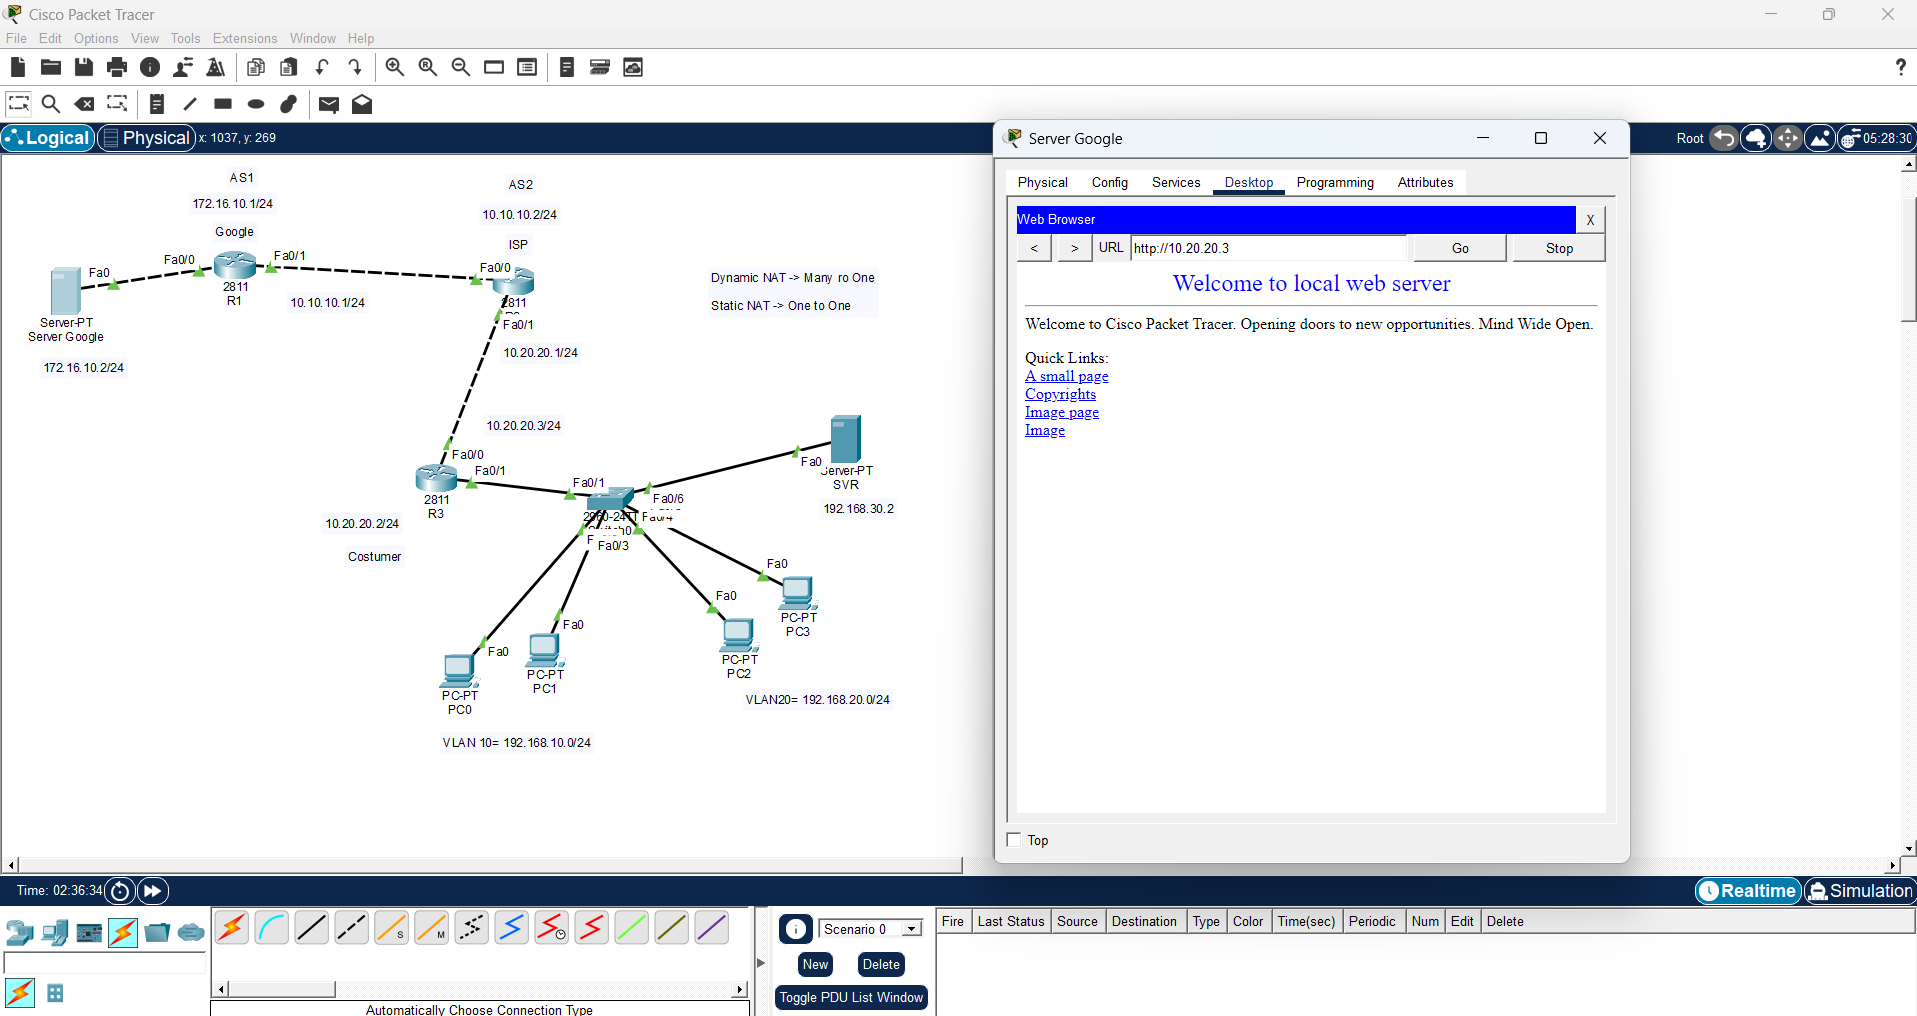 Cisco Packet Tracer
File Edit Options View Tools Extensions Window Help
?
Logical Physical x: 1037, y: 269
Root 05:28:30
AS1
172.16.10.1/24
Google
Fa0/0
Fa0/1
Fa0
2811
R1
10.10.10.1/24
Server-PT
Server Google
172.16.10.2/24
AS2
10.10.10.2/24
ISP
Fa0/0
2811
Fa0/1
10.20.20.1/24
Dynamic NAT -> Many ro One
Static NAT -> One to One
10.20.20.3/24
Fa0/0
Fa0/1
2811
R3
10.20.20.2/24
Costumer
Fa0/1
Fa0/6
2960-24TT Fa0/4
F
Fa0/3
Fa0
Server-PT
SVR
192.168.30.2
Fa0
PC-PT
PC3
Fa0
PC-PT
PC2
VLAN20= 192.168.20.0/24
Fa0
PC-PT
PC1
Fa0
PC-PT
PC0
VLAN 10= 192.168.10.0/24
Server Google
Physical Config Services Desktop Programming Attributes
Web Browser X
< > URL http://10.20.20.3 Go Stop
Welcome to local web server
Welcome to Cisco Packet Tracer. Opening doors to new opportunities. Mind Wide Open.
Quick Links:
A small page
Copyrights
Image page
Image
Top
Time: 02:36:34
Realtime Simulation
S M
Automatically Choose Connection Type
Scenario 0
New Delete
Toggle PDU List Window
Fire Last Status Source Destination Type Color Time(sec) Periodic Num Edit Delete